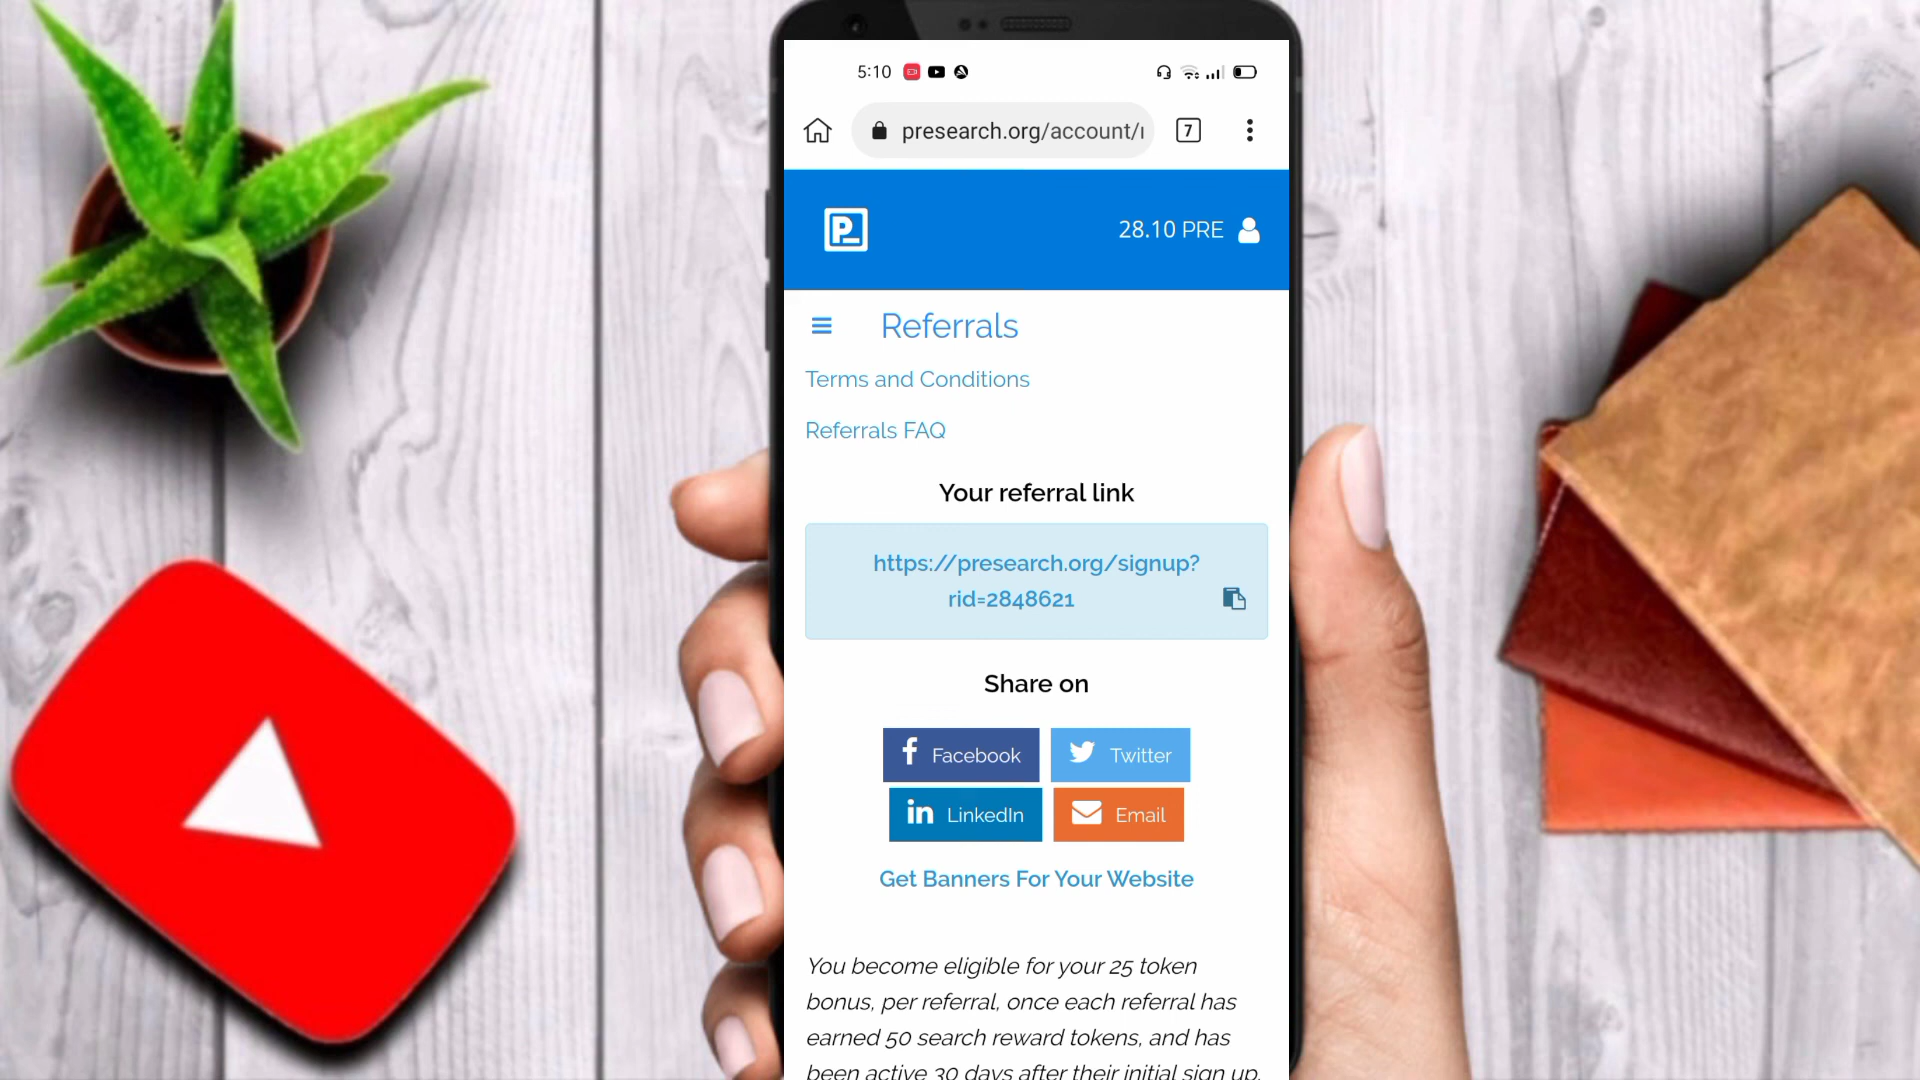 5:10
presearch.org/account/
7
28.10 PRE
Referrals
Terms and Conditions
Referrals FAQ
Your referral link
https://presearch.org/signup?
rid=2848621
Share on
Facebook
Twitter
LinkedIn
Email
Get Banners For Your Website
You become eligible for your 25 token
bonus, per referral, once each referral has
earned 50 search reward tokens, and has
been active 30 days after their initial sign up.